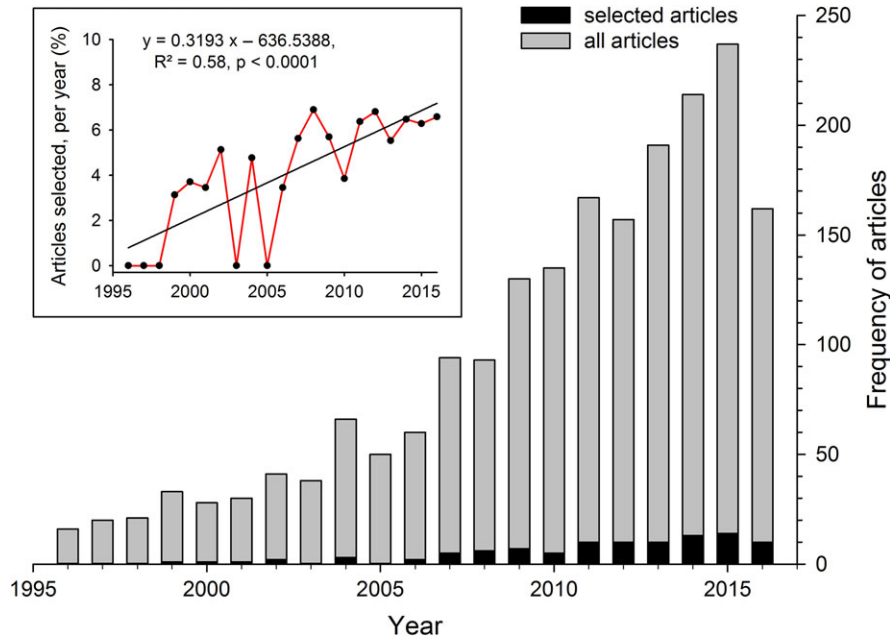 selected articles
all articles
y = 0.3193 x – 636.5388,
R² = 0.58, p < 0.0001
Articles selected, per year (%)
10
8
6
4
2
0
1995 2000 2005 2010 2015
Frequency of articles
250
200
150
100
50
0
1995 2000 2005 2010 2015
Year